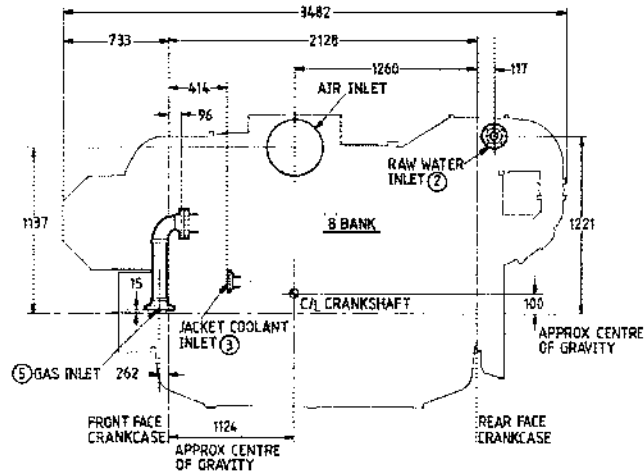 3482
733
2128
1260
117
414
AIR INLET
96
RAW WATER
INLET 2
B BANK
1137
1221
15
C/L CRANKSHAFT
100
JACKET COOLANT
INLET 3
APPROX CENTRE
OF GRAVITY
5 GAS INLET
262
FRONT FACE
CRANKCASE
1124
REAR FACE
CRANKCASE
APPROX CENTRE
OF GRAVITY